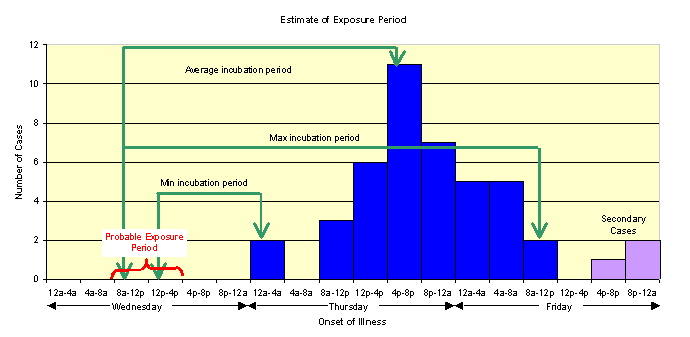 Estimate of Exposure Period
12
10
8
6
4
2
0
Number of Cases
Average incubation period
Max incubation period
Min incubation period
Probable Exposure
Period
Secondary
Cases
12a-4a 4a-8a 8a-12p 12p-4p 4p-8p 8p-12a 12a-4a 4a-8a 8a-12p 12p-4p 4p-8p 8p-12a 12a-4a 4a-8a 8a-12p 12p-4p 4p-8p 8p-12a
Wednesday Thursday Friday
Onset of Illness